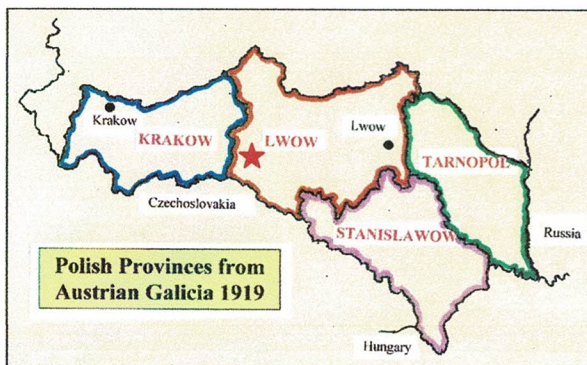 Krakow
KRAKOW
LWOW
Lwow
TARNOPOL
Czechoslovakia
STANISLAWOW
Russia
Polish Provinces from
Austrian Galicia 1919
Hungary